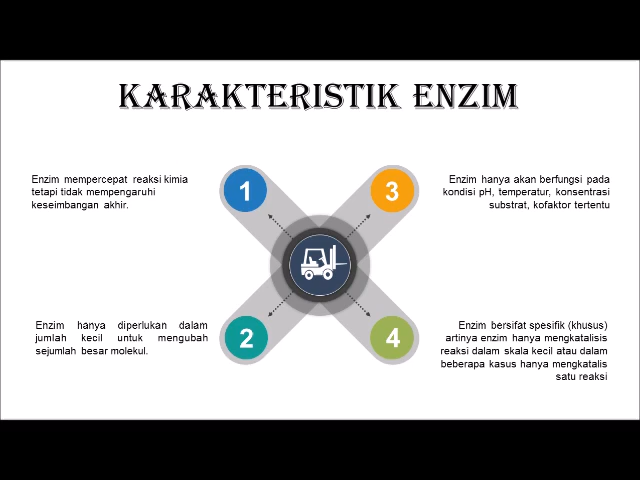 KARAKTERISTIK ENZIM
1
Enzim mempercepat reaksi kimia
tetapi tidak mempengaruhi
keseimbangan akhir.
2
Enzim hanya diperlukan dalam
jumlah kecil untuk mengubah
sejumlah besar molekul.
3
Enzim hanya akan berfungsi pada
kondisi pH, temperatur, konsentrasi
substrat, kofaktor tertentu
4
Enzim bersifat spesifik (khusus)
artinya enzim hanya mengkatalisis
reaksi dalam skala kecil atau dalam
beberapa kasus hanya mengkatalis
satu reaksi